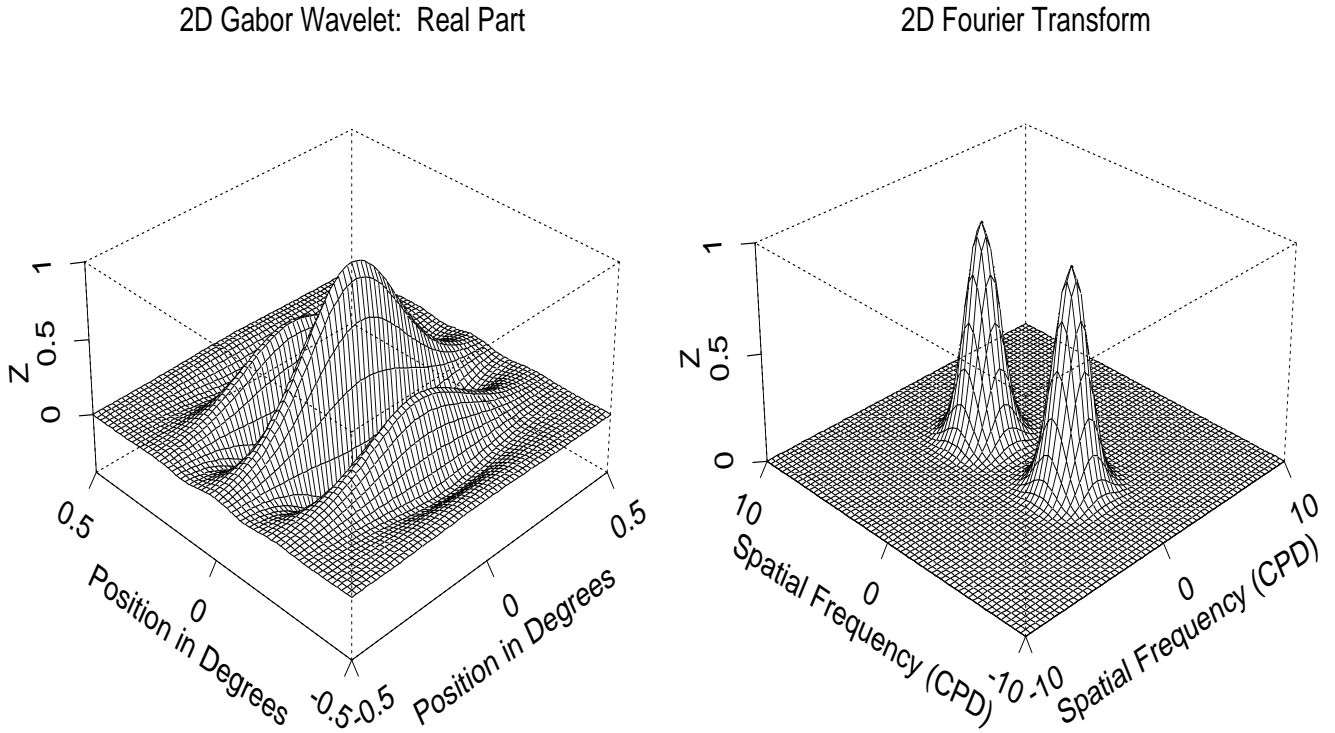 2D Gabor Wavelet: Real Part
1
0.5
0
Z
0.5
0
-0.5
Position in Degrees
-0.5
0
0.5
Position in Degrees
2D Fourier Transform
1
0.5
0
Z
10
0
-10
Spatial Frequency (CPD)
-10
0
10
Spatial Frequency (CPD)